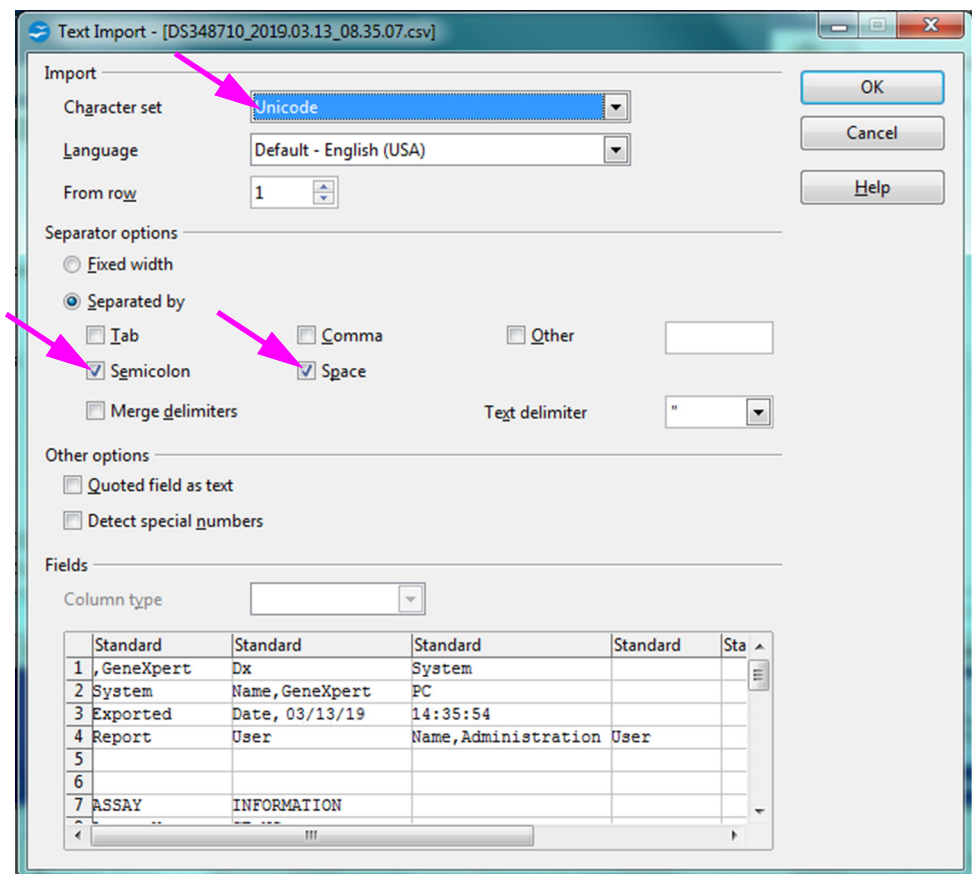 Text Import - [DS348710_2019.03.13_08.35.07.csv]
Import
OK
Character set
Unicode
Cancel
Language
Default - English (USA)
From row
1
Help
Separator options
Fixed width
Separated by
Tab
Comma
Other
Semicolon
Space
Merge delimiters
Text delimiter
"
Other options
Quoted field as text
Detect special numbers
Fields
Column type
Standard Standard Standard Standard Sta
1 ,GeneXpert Dx System
2 System Name,GeneXpert PC
3 Exported Date, 03/13/19 14:35:54
4 Report User Name,Administration User
5
6
7 ASSAY INFORMATION